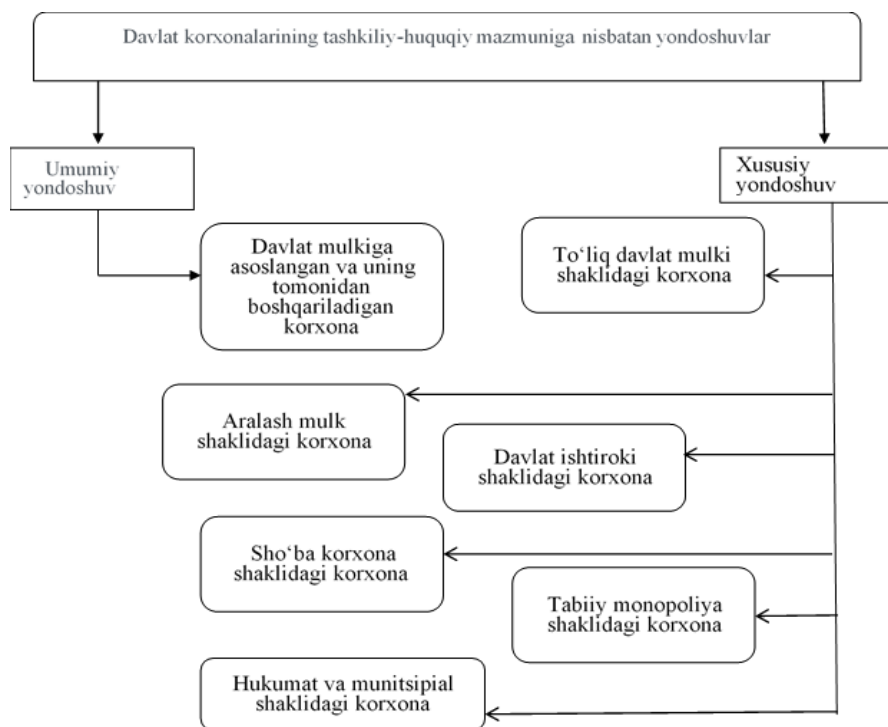 Davlat korxonalarining tashkiliy-huquqiy mazmuniga nisbatan yondoshuvlar
Umumiy
yondoshuv
Xususiy
yondoshuv
Davlat mulkiga
asoslangan va uning
tomonidan
boshqariladigan
korxona
To‘liq davlat mulki
shaklidagi korxona
Aralash mulk
shaklidagi korxona
Davlat ishtiroki
shaklidagi korxona
Sho‘ba korxona
shaklidagi korxona
Tabiiy monopoliya
shaklidagi korxona
Hukumat va munitsipial
shaklidagi korxona